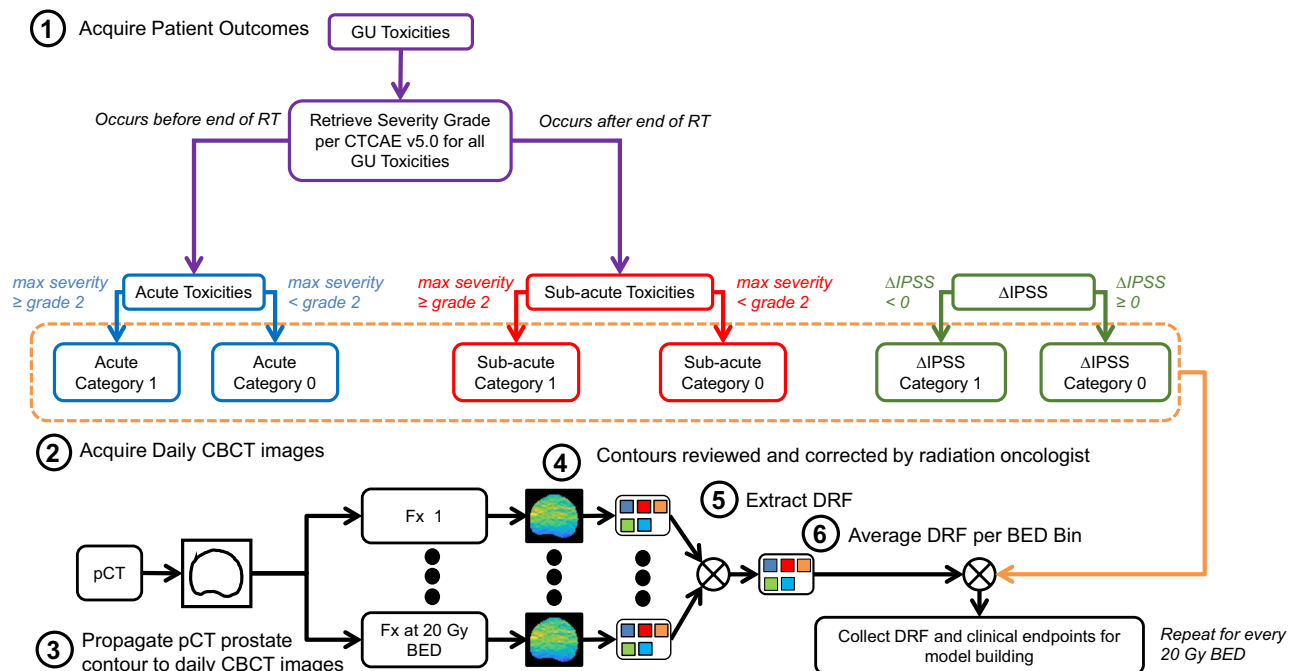 1 Acquire Patient Outcomes
GU Toxicities
Occurs before end of RT
Retrieve Severity Grade
per CTCAE v5.0 for all
GU Toxicities
Occurs after end of RT
max severity
≥ grade 2
Acute Toxicities
max severity
< grade 2
max severity
≥ grade 2
Sub-acute Toxicities
max severity
< grade 2
ΔIPSS
< 0
ΔIPSS
ΔIPSS
≥ 0
Acute
Category 1
Acute
Category 0
Sub-acute
Category 1
Sub-acute
Category 0
ΔIPSS
Category 1
ΔIPSS
Category 0
2 Acquire Daily CBCT images
4 Contours reviewed and corrected by radiation oncologist
5 Extract DRF
6 Average DRF per BED Bin
Fx 1
pCT
Fx at 20 Gy
BED
3 Propagate pCT prostate
contour to daily CBCT images
Collect DRF and clinical endpoints for
model building
Repeat for every
20 Gy BED